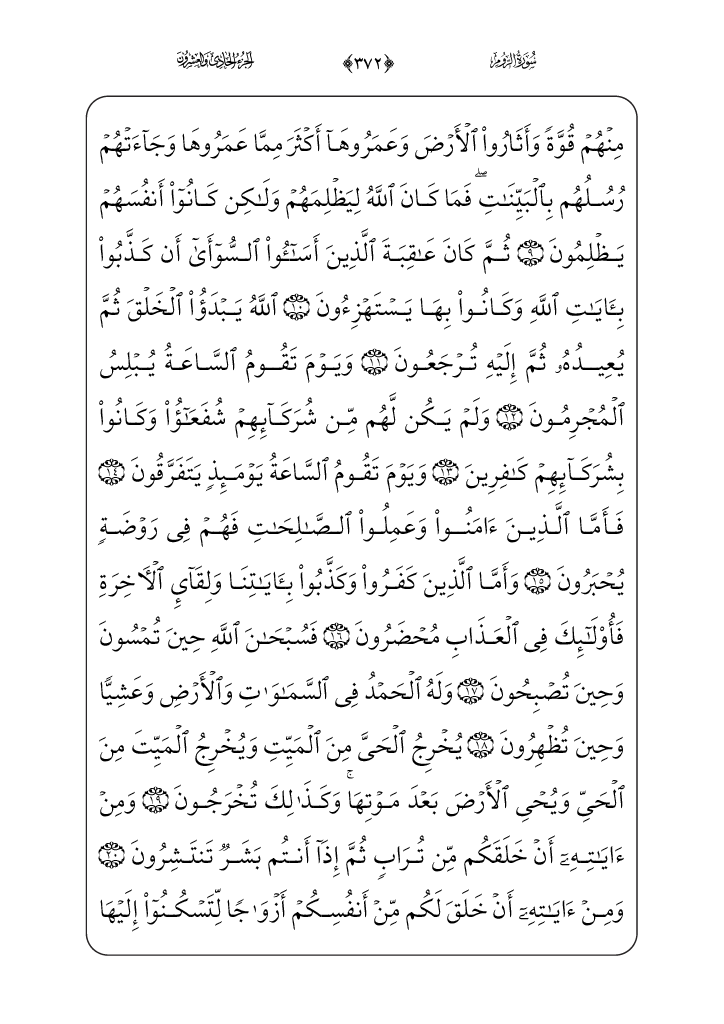 سُورَةُ الرُّومِ ﴿٣٧٢﴾ الجُزْءُ الحَادِي وَالعِشْرُونَ
مِنۡهُمۡ قُوَّةً وَأَثَارُواْ ٱلۡأَرۡضَ وَعَمَرُوهَآ أَكۡثَرَ مِمَّا عَمَرُوهَا وَجَآءَتۡهُمۡ
رُسُلُهُم بِٱلۡبَيِّنَٰتِۖ فَمَا كَانَ ٱللَّهُ لِيَظۡلِمَهُمۡ وَلَٰكِن كَانُوٓاْ أَنفُسَهُمۡ
يَظۡلِمُونَ ٩ ثُمَّ كَانَ عَٰقِبَةَ ٱلَّذِينَ أَسَٰٓـُٔواْ ٱلسُّوٓأَىٰٓ أَن كَذَّبُواْ
بِـَٔايَٰتِ ٱللَّهِ وَكَانُواْ بِهَا يَسۡتَهۡزِءُونَ ١٠ ٱللَّهُ يَبۡدَؤُاْ ٱلۡخَلۡقَ ثُمَّ
يُعِيدُهُۥ ثُمَّ إِلَيۡهِ تُرۡجَعُونَ ١١ وَيَوۡمَ تَقُومُ ٱلسَّاعَةُ يُبۡلِسُ
ٱلۡمُجۡرِمُونَ ١٢ وَلَمۡ يَكُن لَّهُم مِّن شُرَكَآئِهِمۡ شُفَعَٰٓؤُاْ وَكَانُواْ
بِشُرَكَآئِهِمۡ كَٰفِرِينَ ١٣ وَيَوۡمَ تَقُومُ ٱلسَّاعَةُ يَوۡمَئِذٖ يَتَفَرَّقُونَ ١٤
فَأَمَّا ٱلَّذِينَ ءَامَنُواْ وَعَمِلُواْ ٱلصَّٰلِحَٰتِ فَهُمۡ فِي رَوۡضَةٖ
يُحۡبَرُونَ ١٥ وَأَمَّا ٱلَّذِينَ كَفَرُواْ وَكَذَّبُواْ بِـَٔايَٰتِنَا وَلِقَآيِٕ ٱلۡأٓخِرَةِ
فَأُوْلَٰٓئِكَ فِي ٱلۡعَذَابِ مُحۡضَرُونَ ١٦ فَسُبۡحَٰنَ ٱللَّهِ حِينَ تُمۡسُونَ
وَحِينَ تُصۡبِحُونَ ١٧ وَلَهُ ٱلۡحَمۡدُ فِي ٱلسَّمَٰوَٰتِ وَٱلۡأَرۡضِ وَعَشِيّٗا
وَحِينَ تُظۡهِرُونَ ١٨ يُخۡرِجُ ٱلۡحَيَّ مِنَ ٱلۡمَيِّتِ وَيُخۡرِجُ ٱلۡمَيِّتَ مِنَ
ٱلۡحَيِّ وَيُحۡيِ ٱلۡأَرۡضَ بَعۡدَ مَوۡتِهَاۚ وَكَذَٰلِكَ تُخۡرَجُونَ ١٩ وَمِنۡ
ءَايَٰتِهِۦٓ أَنۡ خَلَقَكُم مِّن تُرَابٖ ثُمَّ إِذَآ أَنتُم بَشَرٞ تَنتَشِرُونَ ٢٠
وَمِنۡ ءَايَٰتِهِۦٓ أَنۡ خَلَقَ لَكُم مِّنۡ أَنفُسِكُمۡ أَزۡوَٰجٗا لِّتَسۡكُنُوٓاْ إِلَيۡهَا